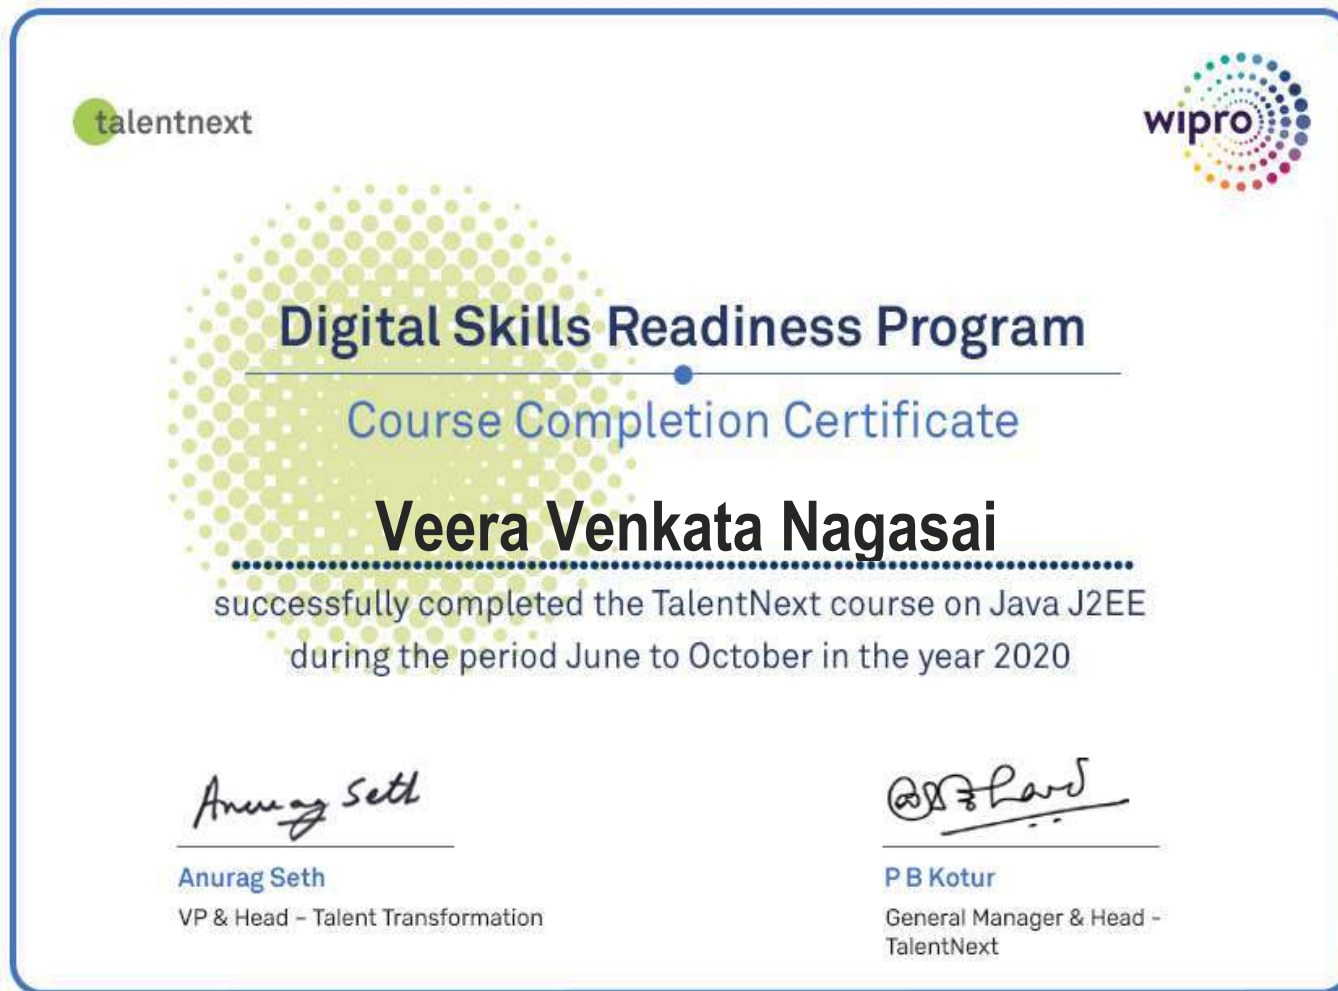 talentnext
wipro
Digital Skills Readiness Program
Course Completion Certificate
Veera Venkata Nagasai
successfully completed the TalentNext course on Java J2EE
during the period June to October in the year 2020
Anurag Seth
Anurag Seth
P B Kotur
VP & Head – Talent Transformation
General Manager & Head -
TalentNext